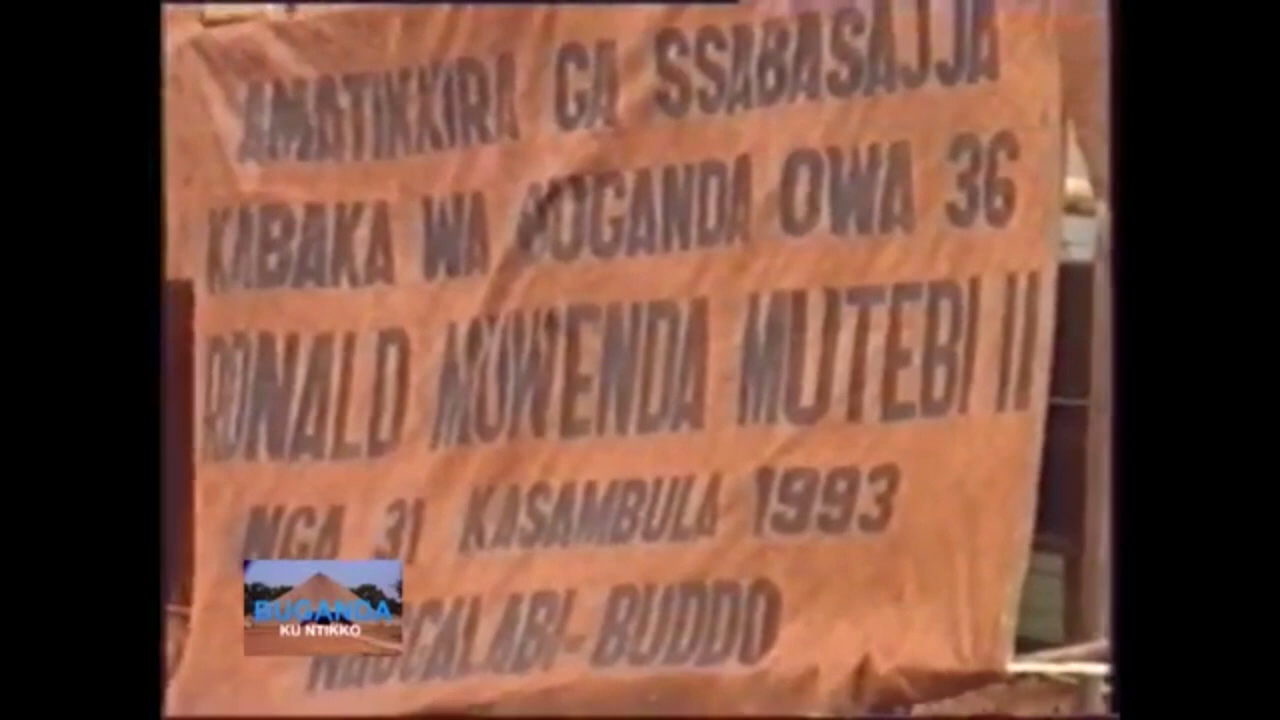 AMATIKKIRA GA SSABASAJJA
KABAKA WA BUGANDA OWA 36
RONALD MUWENDA MUTEBI II
NGA 31 KASAMBULA 1993
NAGGALABI-BUDDO
BUGANDA
KU NTIKKO